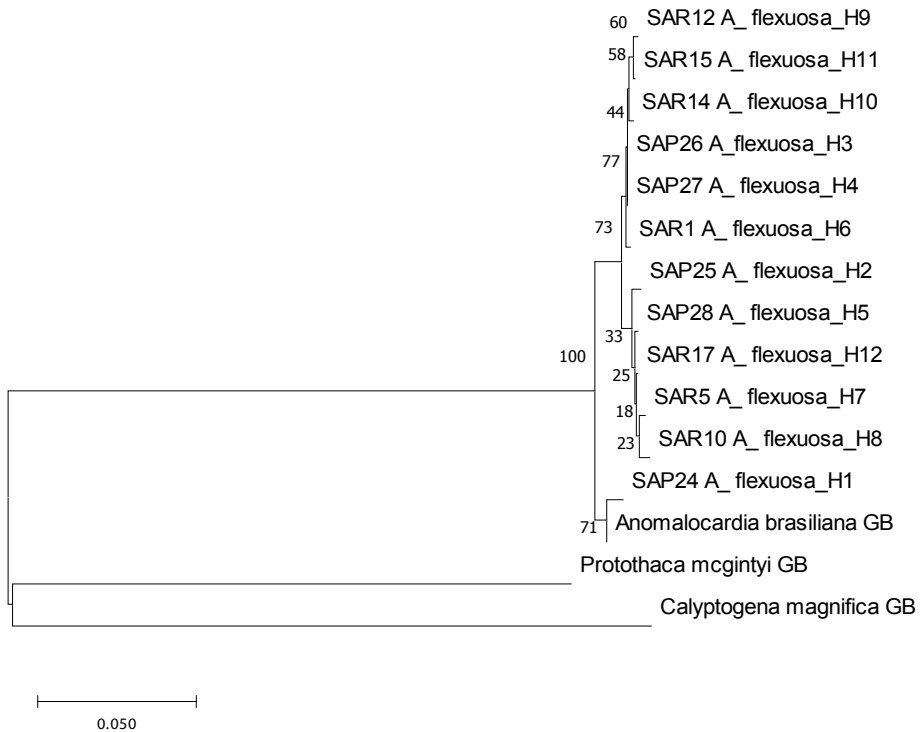 60
SAR12 A_ flexuosa_H9
58
SAR15 A_ flexuosa_H11
44
SAR14 A_ flexuosa_H10
77
SAP26 A_flexuosa_H3
SAP27 A_ flexuosa_H4
73
SAR1 A_ flexuosa_H6
SAP25 A_ flexuosa_H2
SAP28 A_ flexuosa_H5
33
100
SAR17 A_ flexuosa_H12
25
SAR5 A_ flexuosa_H7
18
23
SAR10 A_ flexuosa_H8
SAP24 A_ flexuosa_H1
71
Anomalocardia brasiliana GB
Protothaca mcgintyi GB
Calyptogena magnifica GB
0.050